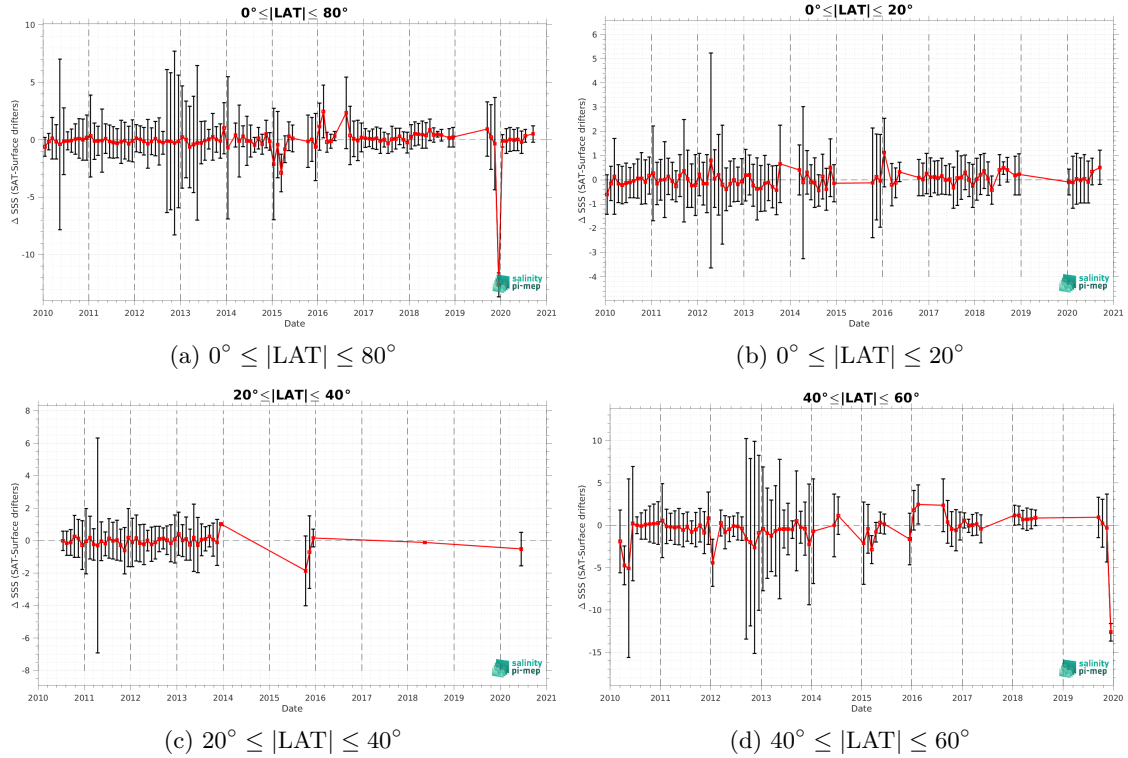 0°≤|LAT|≤ 80°
10
5
0
-5
-10
Δ SSS (SAT-Surface drifters)
2010 2011 2012 2013 2014 2015 2016 2017 2018 2019 2020 2021
Date
salinity
pi-mep
(a) 0° ≤ |LAT| ≤ 80°
0°≤|LAT|≤ 20°
6
5
4
3
2
1
0
-1
-2
-3
-4
Δ SSS (SAT-Surface drifters)
2010 2011 2012 2013 2014 2015 2016 2017 2018 2019 2020 2021
Date
salinity
pi-mep
(b) 0° ≤ |LAT| ≤ 20°
20°≤|LAT|≤ 40°
8
6
4
2
0
-2
-4
-6
-8
Δ SSS (SAT-Surface drifters)
2010 2011 2012 2013 2014 2015 2016 2017 2018 2019 2020 2021
Date
salinity
pi-mep
(c) 20° ≤ |LAT| ≤ 40°
40°≤|LAT|≤ 60°
10
5
0
-5
-10
-15
Δ SSS (SAT-Surface drifters)
2010 2011 2012 2013 2014 2015 2016 2017 2018 2019 2020
Date
salinity
pi-mep
(d) 40° ≤ |LAT| ≤ 60°